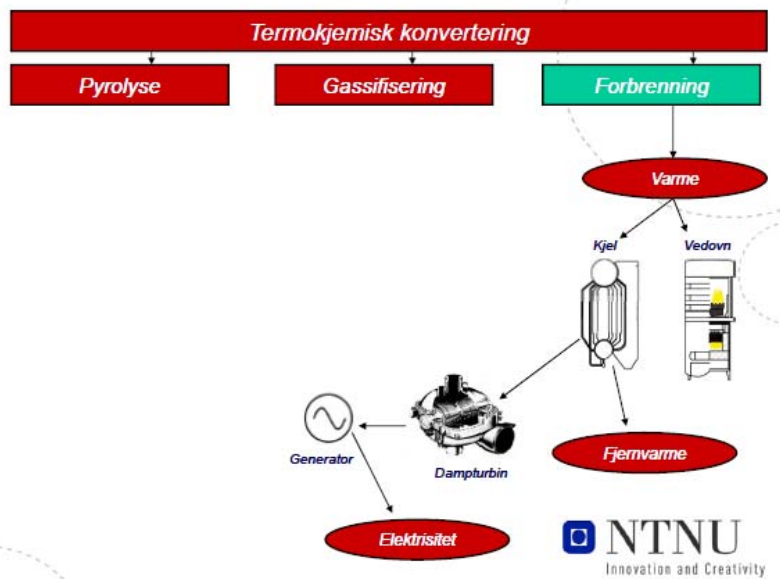 Termokjemisk konvertering
Pyrolyse
Gassifisering
Forbrenning
Varme
Kjel
Vedovn
Generator
Dampturbin
Fjernvarme
Elektrisitet
NTNU
Innovation and Creativity